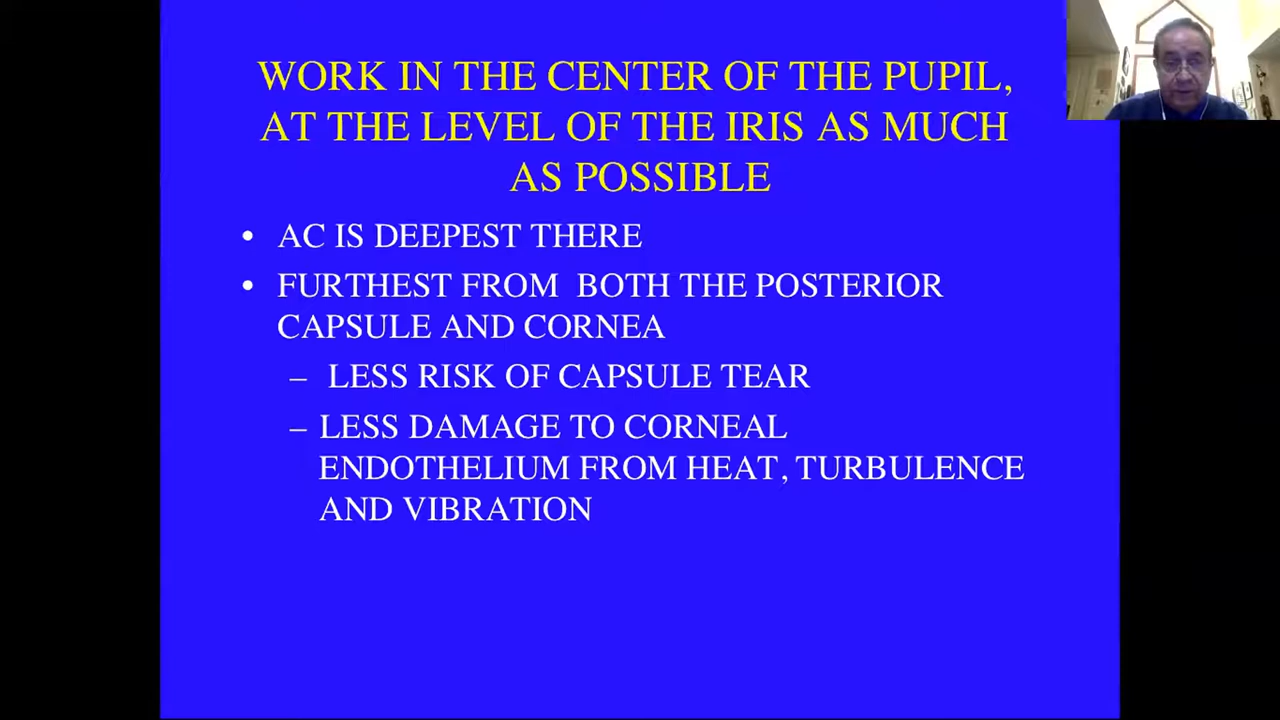 WORK IN THE CENTER OF THE PUPIL,
AT THE LEVEL OF THE IRIS AS MUCH
AS POSSIBLE
• AC IS DEEPEST THERE
• FURTHEST FROM BOTH THE POSTERIOR
CAPSULE AND CORNEA
– LESS RISK OF CAPSULE TEAR
– LESS DAMAGE TO CORNEAL
ENDOTHELIUM FROM HEAT, TURBULENCE
AND VIBRATION